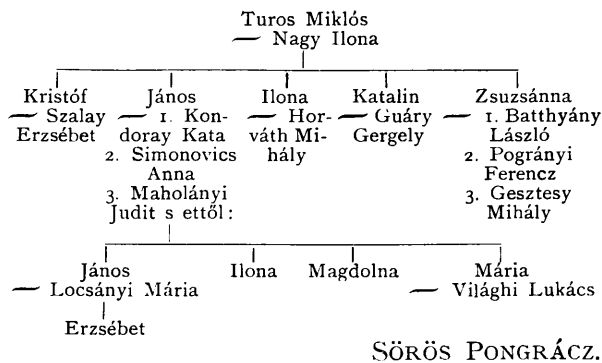 Turos Miklós
— Nagy Ilona
Kristóf János Ilona Katalin Zsuzsánna
— Szalay — 1. Kon- — Hor- — Guáry — 1. Batthyány
Erzsébet doray Kata váth Mi- Gergely László
2. Simonovics hály 2. Pogrányi
Anna Ferencz
3. Maholányi 3. Gesztesy
Judit s ettől: Mihály
János Ilona Magdolna Mária
— Locsányi Mária — Világhi Lukács
Erzsébet
SÖRÖS PONGRÁCZ.